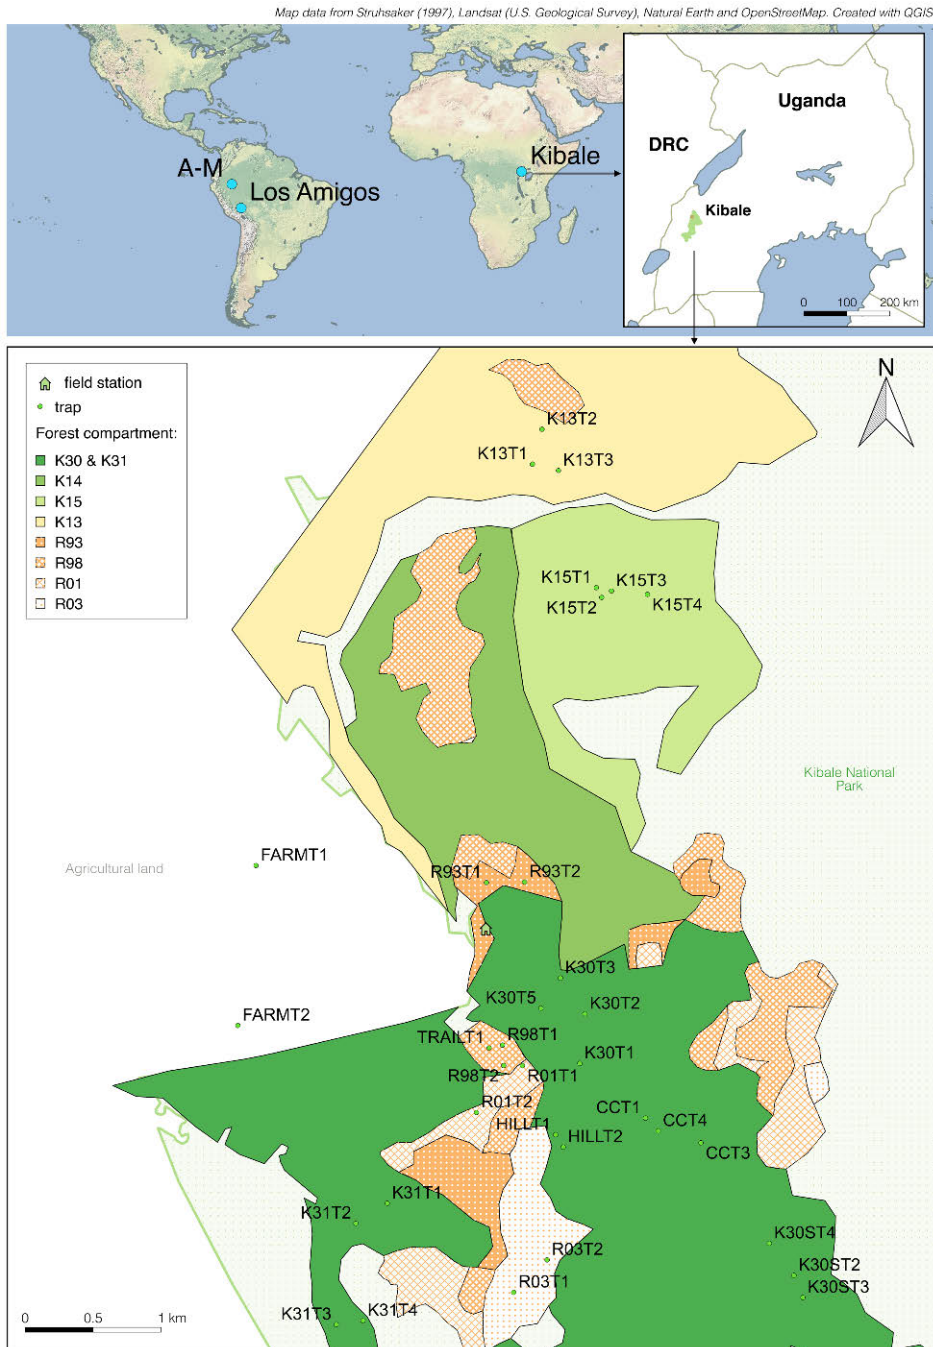 Map data from Struhsaker (1997), Landsat (U.S. Geological Survey), Natural Earth and OpenStreetMap. Created with QGIS
A-M
Los Amigos
Kibale
Uganda
DRC
Kibale
0 100 200 km
N
field station
trap
Forest compartment:
K30 & K31
K14
K15
K13
R93
R98
R01
R03
K13T2
K13T1
K13T3
K15T1
K15T3
K15T2
K15T4
Kibale National
Park
Agricultural land
FARMT1
R93T1
R93T2
K30T3
K30T5
K30T2
FARMT2
TRAILT1
R98T1
K30T1
R98T2
R01T1
R01T2
CCT1
CCT4
HILLT1
HILLT2
CCT3
K31T1
K31T2
K30ST4
R03T2
K30ST2
R03T1
K30ST3
K31T3
K31T4
0 0.5 1 km